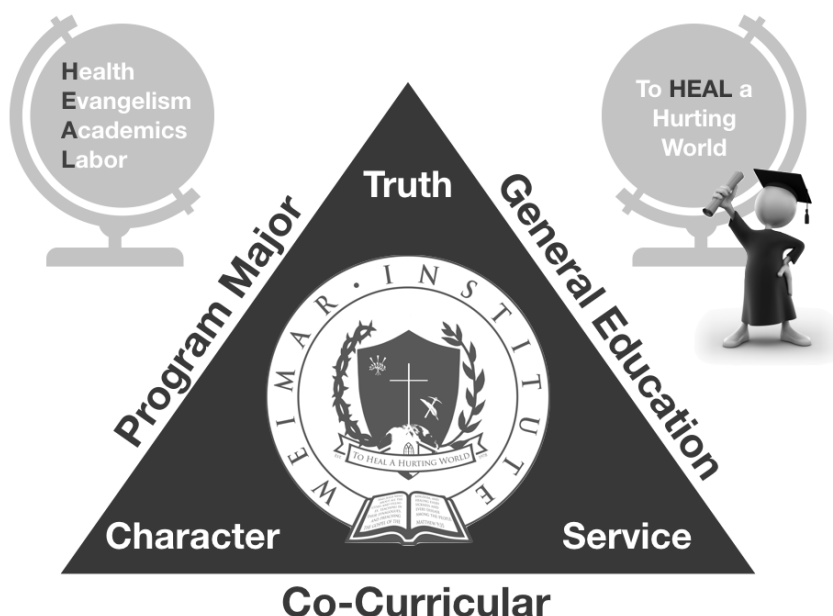 Health
Evangelism
Academics
Labor
To HEAL a
Hurting
World
Truth
Program Major
General Education
WEIMAR · INSTITUTE
TO HEAL A HURTING WORLD
Character
Service
Co-Curricular